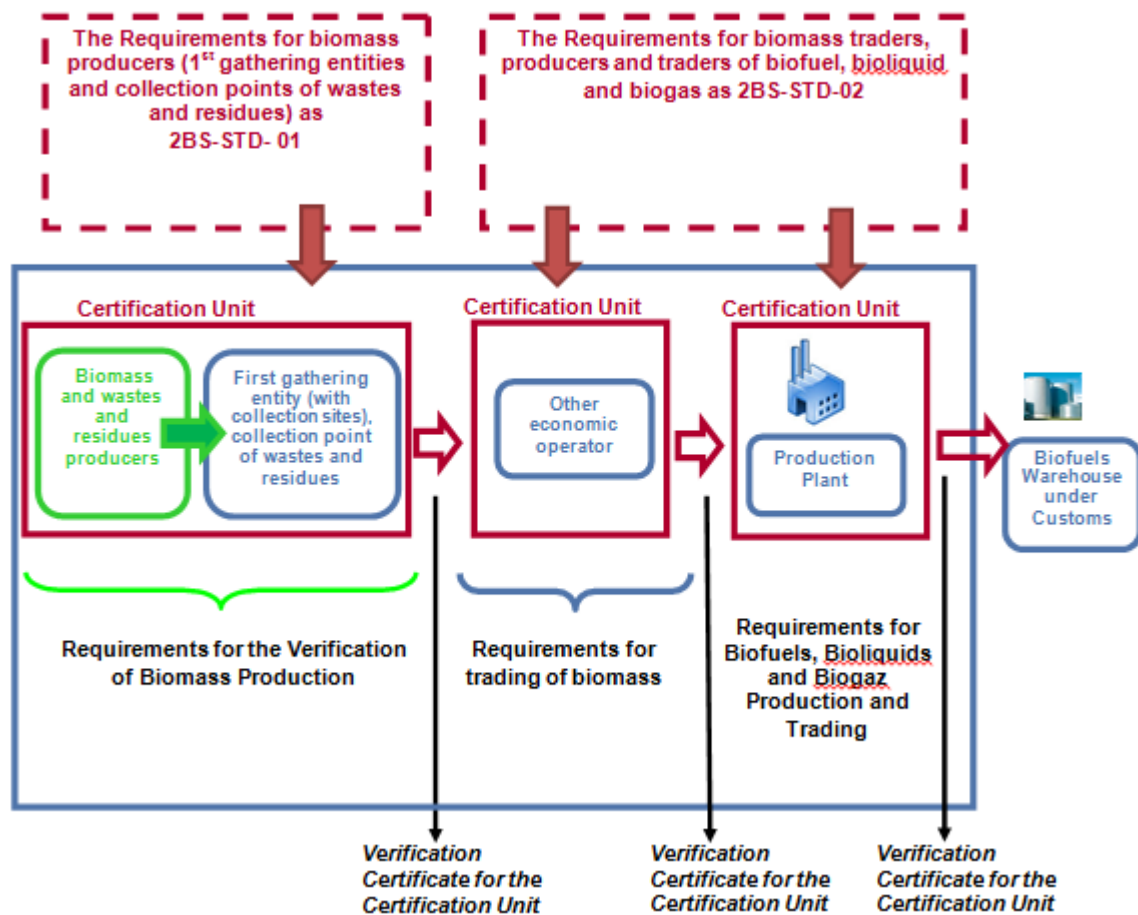 The Requirements for biomass
producers (1st gathering entities
and collection points of wastes
and residues) as
2BS-STD- 01
The Requirements for biomass traders,
producers and traders of biofuel, bioliquid
and biogas as 2BS-STD-02
Certification Unit
Certification Unit
Certification Unit
Biomass
and wastes
and
residues
producers
First gathering
entity (with
collection sites),
collection point
of wastes and
residues
Other
economic
operator
Production
Plant
Biofuels
Warehouse
under
Customs
Requirements for the Verification
of Biomass Production
Requirements for
trading of biomass
Requirements for
Biofuels, Bioliquids
and Biogaz
Production and
Trading
Verification
Certificate for the
Certification Unit
Verification
Certificate for the
Certification Unit
Verification
Certificate for the
Certification Unit